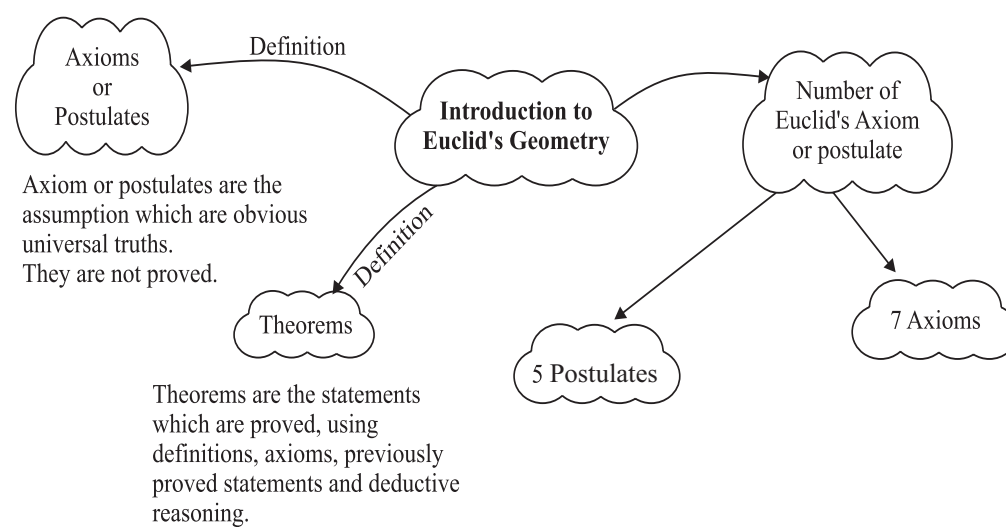 Axioms
or
Postulates
Definition
Introduction to
Euclid's Geometry
Number of
Euclid's Axiom
or postulate
Axiom or postulates are the
assumption which are obvious
universal truths.
They are not proved.
Definition
Theorems
5 Postulates
7 Axioms
Theorems are the statements
which are proved, using
definitions, axioms, previously
proved statements and deductive
reasoning.